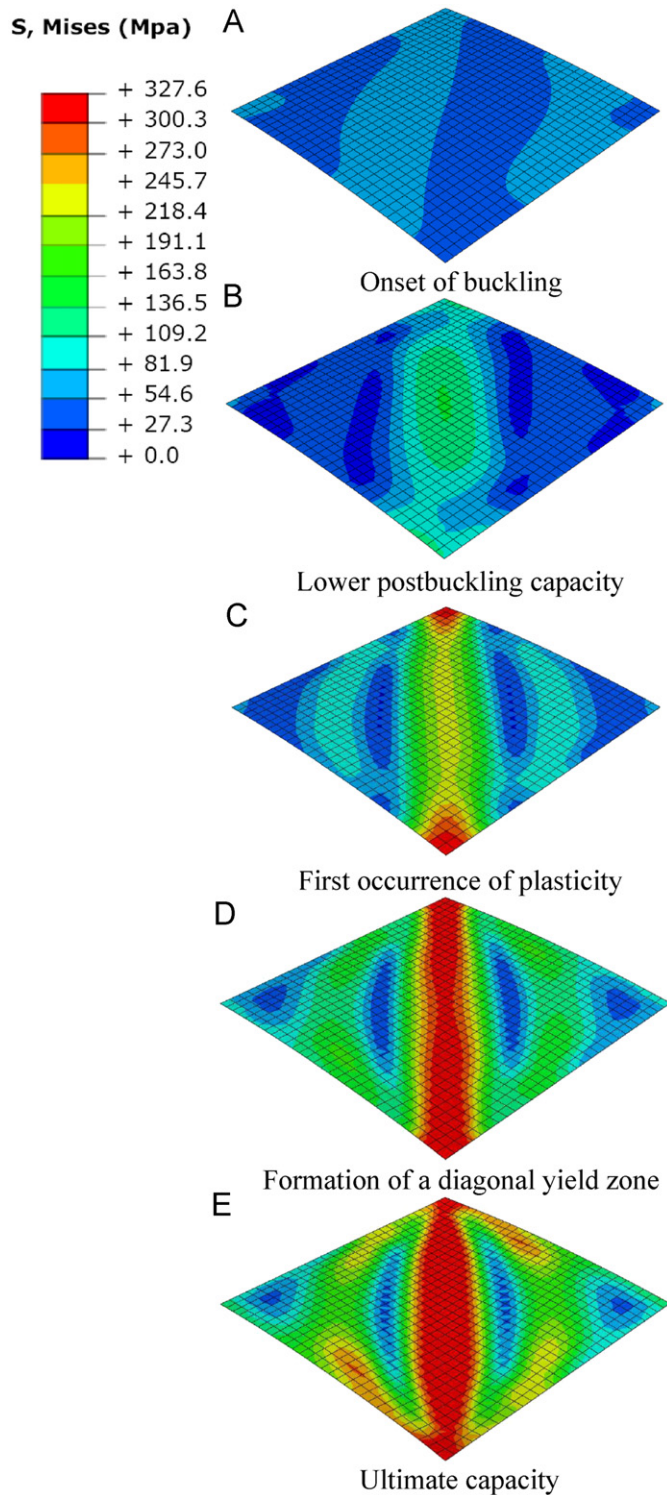 S, Mises (Mpa)
+ 327.6
+ 300.3
+ 273.0
+ 245.7
+ 218.4
+ 191.1
+ 163.8
+ 136.5
+ 109.2
+ 81.9
+ 54.6
+ 27.3
+ 0.0
A
Onset of buckling
B
Lower postbuckling capacity
C
First occurrence of plasticity
D
Formation of a diagonal yield zone
E
Ultimate capacity